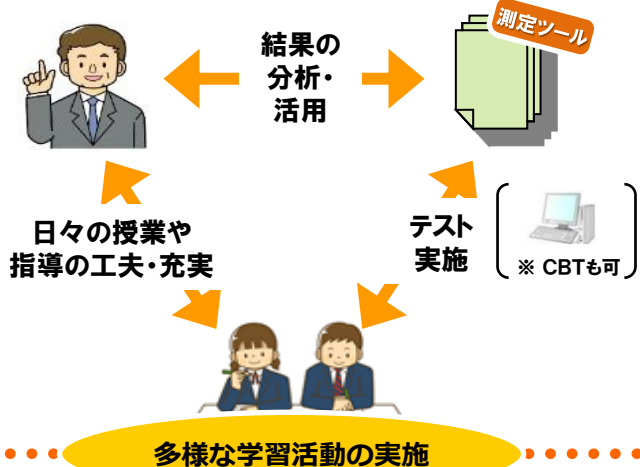 測定ツール
結果の
分析・
活用
日々の授業や
指導の工夫・充実
テスト
実施
※ CBTも可
多様な学習活動の実施